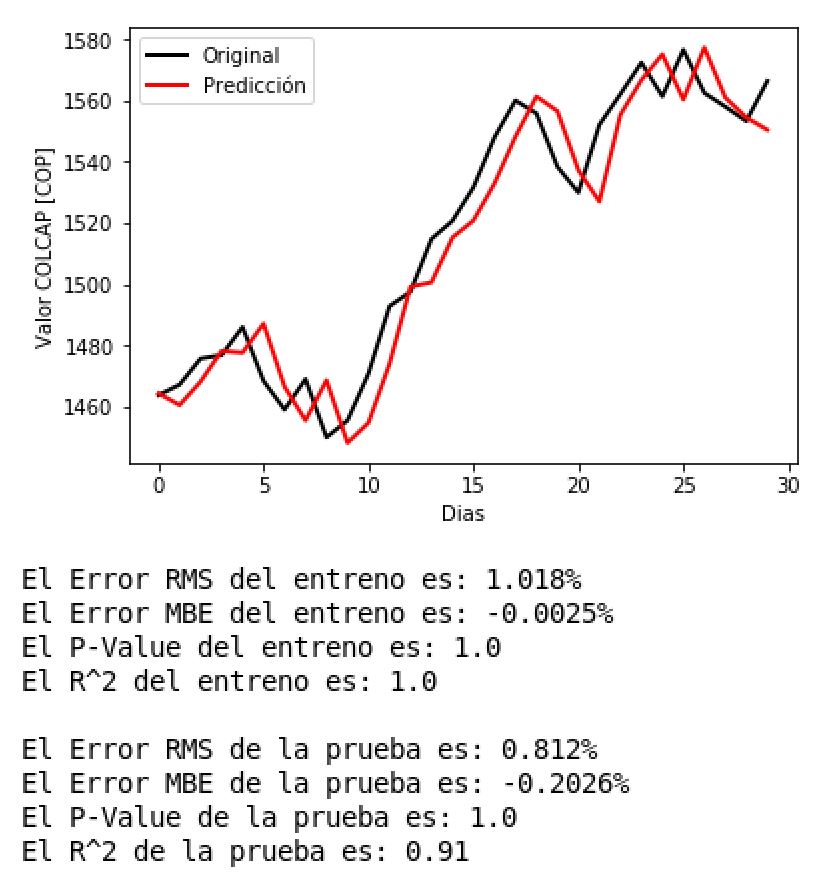 1580
1560
1540
1520
1500
1480
1460
Valor COLCAP [COP]
Original
Predicción
0 5 10 15 20 25 30
Dias
El Error RMS del entreno es: 1.018%
El Error MBE del entreno es: -0.0025%
El P-Value del entreno es: 1.0
El R^2 del entreno es: 1.0
El Error RMS de la prueba es: 0.812%
El Error MBE de la prueba es: -0.2026%
El P-Value de la prueba es: 1.0
El R^2 de la prueba es: 0.91